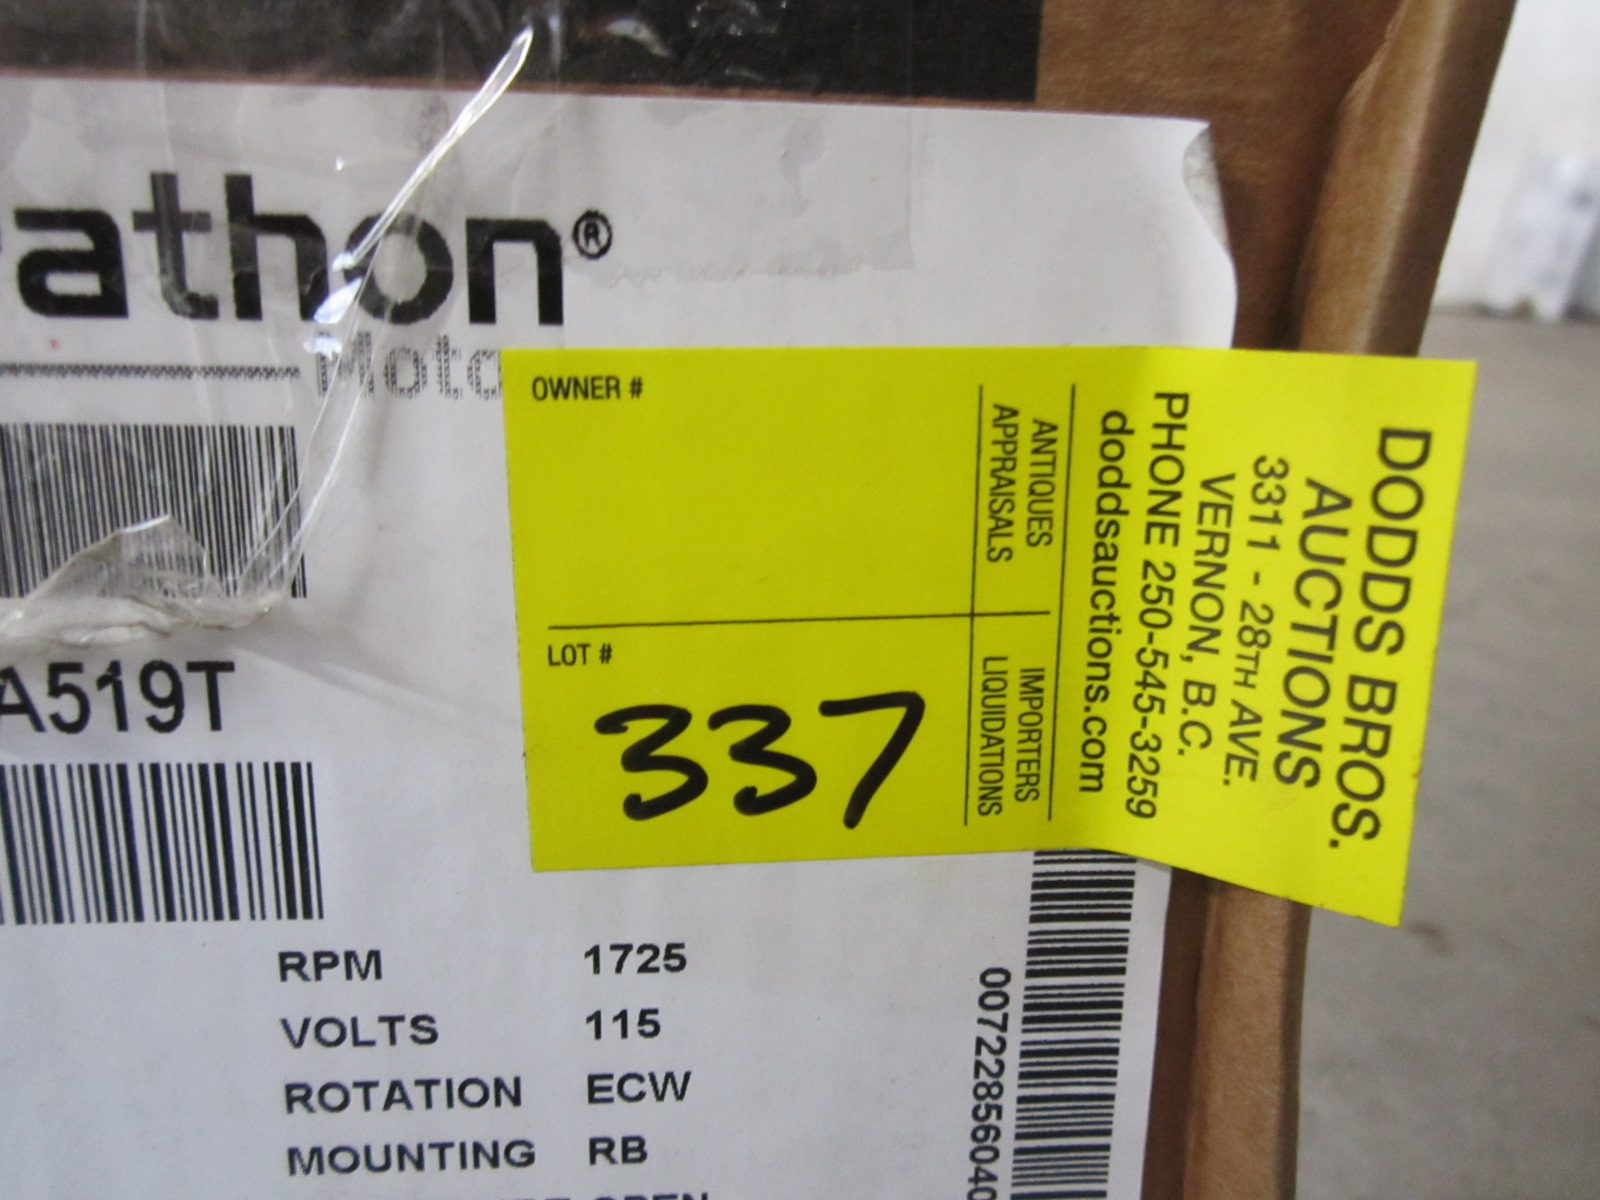 athon®
OWNER #
LOT #
337
ANTIQUES
APPRAISALS
IMPORTERS
LIQUIDATIONS
DODDS BROS.
AUCTIONS
3311 - 28TH AVE.
VERNON, B.C.
PHONE 250-545-3259
doddsauctions.com
A519T
RPM 1725
VOLTS 115
ROTATION ECW
MOUNTING RB
OPEN
0072285604